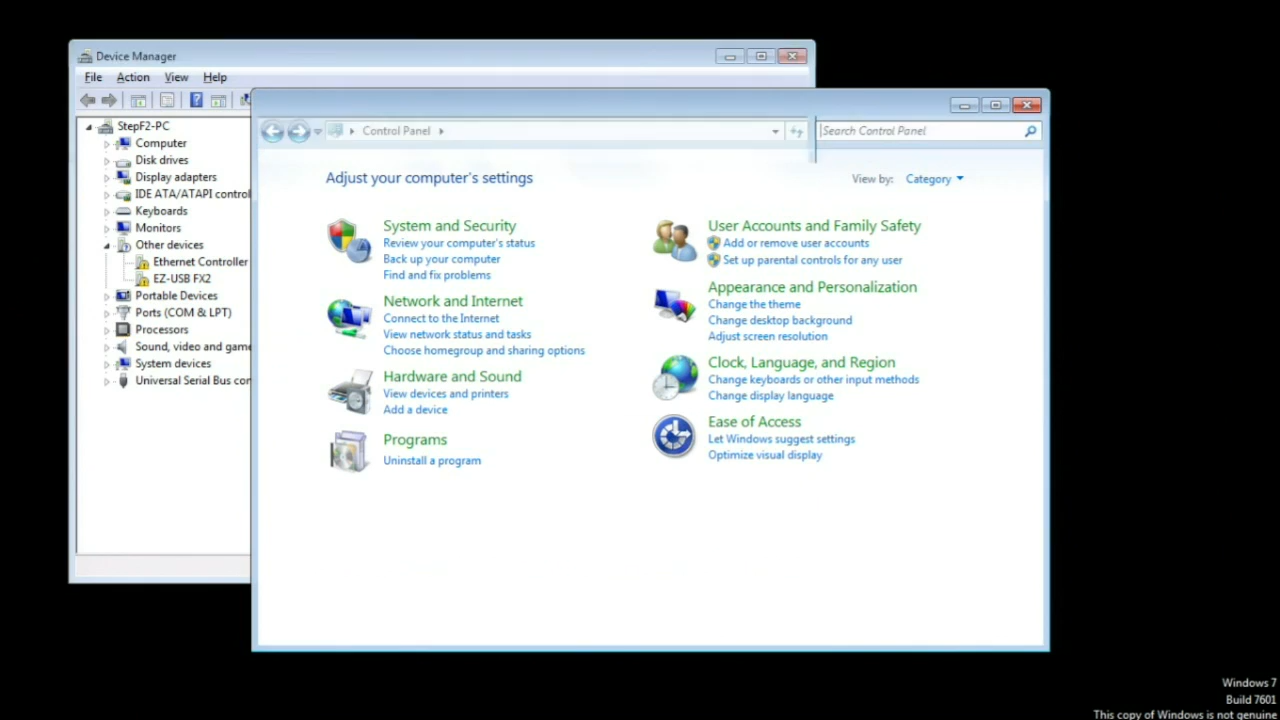 Device Manager
File Action View Help
StepF2-PC
Computer
Disk drives
Display adapters
IDE ATA/ATAPI control
Keyboards
Monitors
Other devices
Ethernet Controller
EZ-USB FX2
Portable Devices
Ports (COM & LPT)
Processors
Sound, video and game
System devices
Universal Serial Bus con
Control Panel
Search Control Panel
Adjust your computer's settings
View by: Category
System and Security
Review your computer's status
Back up your computer
Find and fix problems
Network and Internet
Connect to the Internet
View network status and tasks
Choose homegroup and sharing options
Hardware and Sound
View devices and printers
Add a device
Programs
Uninstall a program
User Accounts and Family Safety
Add or remove user accounts
Set up parental controls for any user
Appearance and Personalization
Change the theme
Change desktop background
Adjust screen resolution
Clock, Language, and Region
Change keyboards or other input methods
Change display language
Ease of Access
Let Windows suggest settings
Optimize visual display
Windows 7
Build 7601
This copy of Windows is not genuine